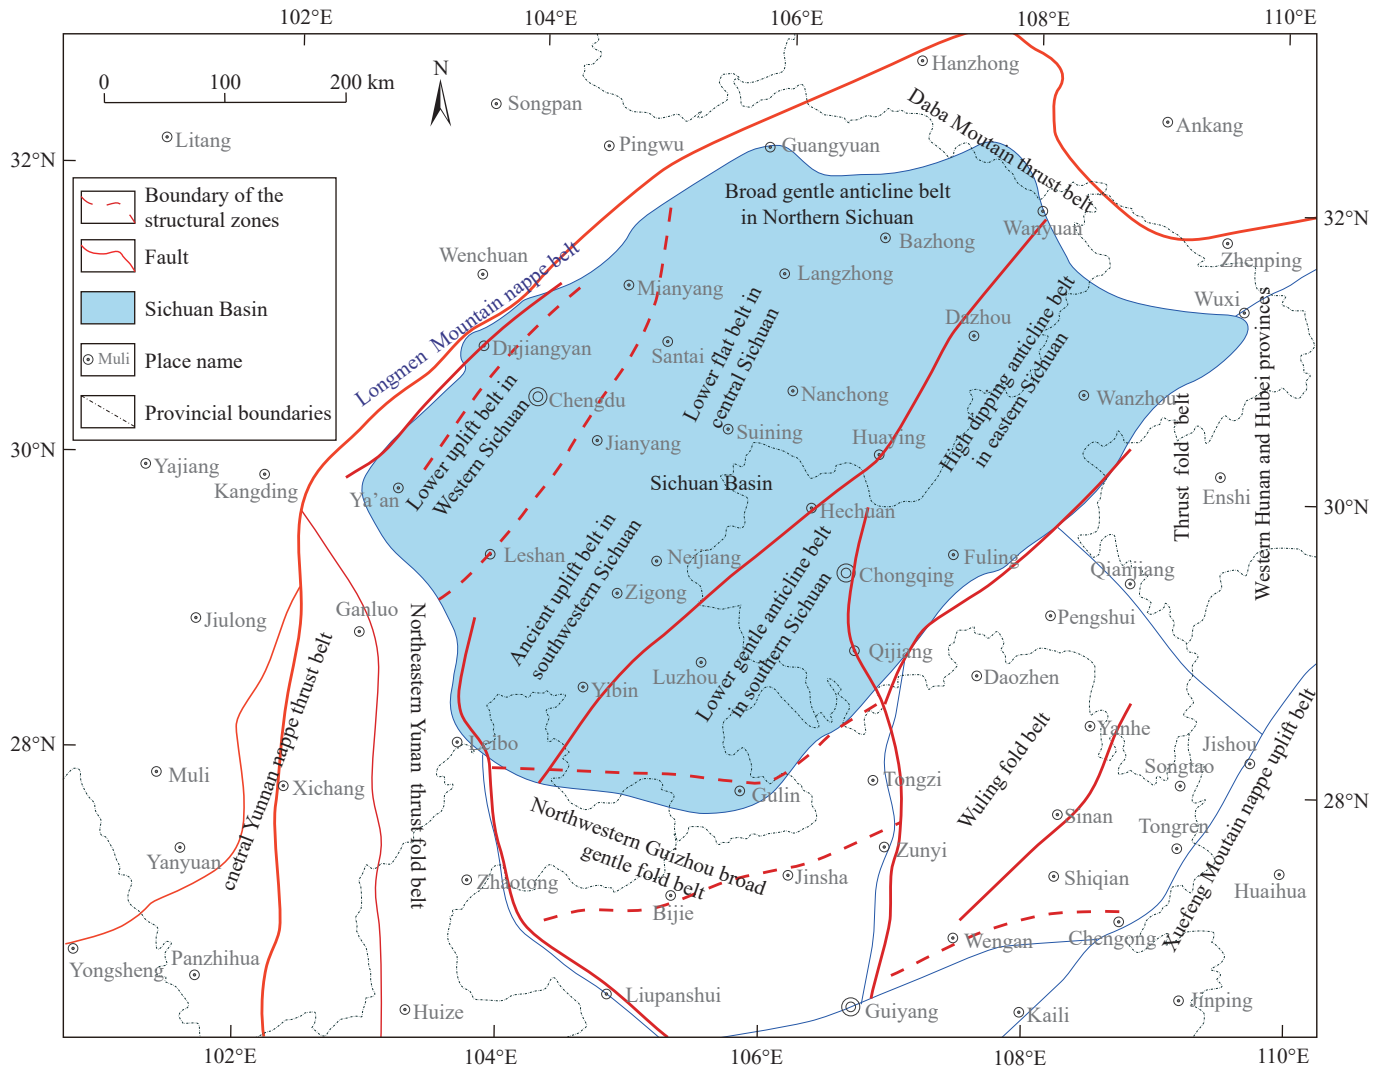 102°E
104°E
106°E
108°E
110°E
0
100
200 km
N
Hanzhong
Songpan
Litang
Pingwu
Guangyuan
Ankang
Daba Moutain thrust belt
32°N
Boundary of the
structural zones
Fault
Sichuan Basin
Muli
Place name
Provincial boundaries
Broad gentle anticline belt
in Northern Sichuan
Wanyuan
32°N
Bazhong
Zhenping
Wenchuan
Longmen Mountain nappe belt
Mianyang
Langzhong
Wuxi
Dazhou
Dujiangyan
Santai
Lower flat belt in
central Sichuan
High dipping anticline belt
in eastern Sichuan
Lower uplift belt in
Western Sichuan
Chengdu
Nanchong
Wanzhou
Jianyang
Suining
Huaying
30°N
Yajiang
Kangding
Ya'an
Sichuan Basin
Enshi
Thrust fold belt
Western Hunan and Hubei provinces
30°N
Hechuan
Leshan
Neijiang
Fuling
Chongqing
Qianjiang
Zigong
Ancient uplift belt in
southwestern Sichuan
Lower gentle anticline belt
in southern Sichuan
Jiulong
Ganluo
Pengshui
Qijiang
Luzhou
Daozhen
Yibin
Northeastern Yunan thrust fold belt
cnetral Yunnan nappe thrust belt
28°N
Leibo
Yanhe
Jishou
Songtao
Wuling fold belt
Xuefeng Moutain nappe uplift belt
Muli
Xichang
Gulin
Tongzi
28°N
Sinan
Tongren
Northwestern Guizhou broad
gentle fold belt
Yanyuan
Zunyi
Zhaotong
Jinsha
Shiqian
Huaihua
Bijie
Wengan
Chengong
Yongsheng
Panzhihua
Liupanshui
Huize
Guiyang
Kaili
Jinping
102°E
104°E
106°E
108°E
110°E